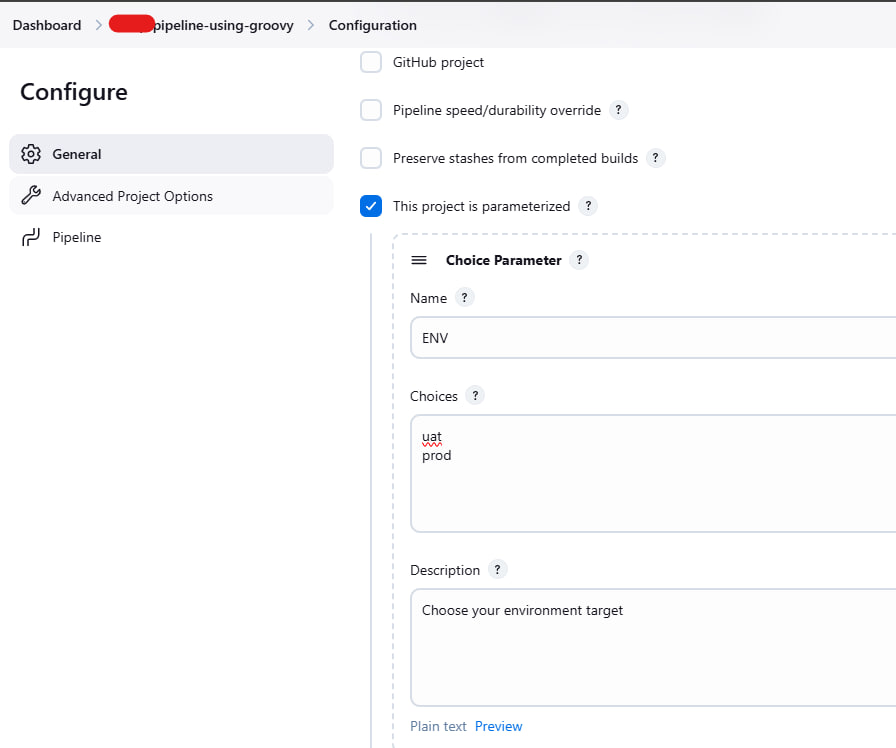 Dashboard > pipeline-using-groovy > Configuration
Configure
General
Advanced Project Options
Pipeline
GitHub project
Pipeline speed/durability override ?
Preserve stashes from completed builds ?
This project is parameterized ?
Choice Parameter ?
Name ?
ENV
Choices ?
uat
prod
Description ?
Choose your environment target
Plain text Preview